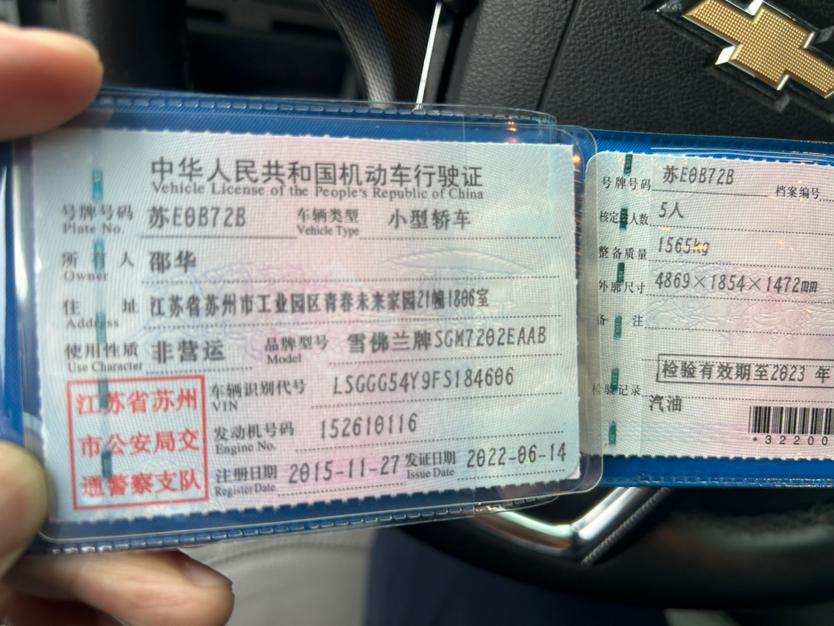 中华人民共和国机动车行驶证
Vehicle License of the People's Republic of China
号牌号码 苏E0B72B 车辆类型 小型轿车
Plate No. Vehicle Type
所有人 邵华
Owner
住址 江苏省苏州市工业园区青春未来家园21幢1806室
Address
使用性质 非营运 品牌型号 雪佛兰牌SGM7202EAAB
Use Character Model
车辆识别代号 LSGGG54Y9FS184606
VIN
发动机号码 152610116
Engine No.
注册日期 2015-11-27 发证日期 2022-06-14
Register Date Issue Date
江苏省苏州
市公安局交
通警察支队
号牌号码 苏E0B72B 档案编号
核定人数 5人
整备质量 1565kg
外廓尺寸 4869×1854×1472mm
备注
检验有效期至2023年
检验记录
汽油
*32200